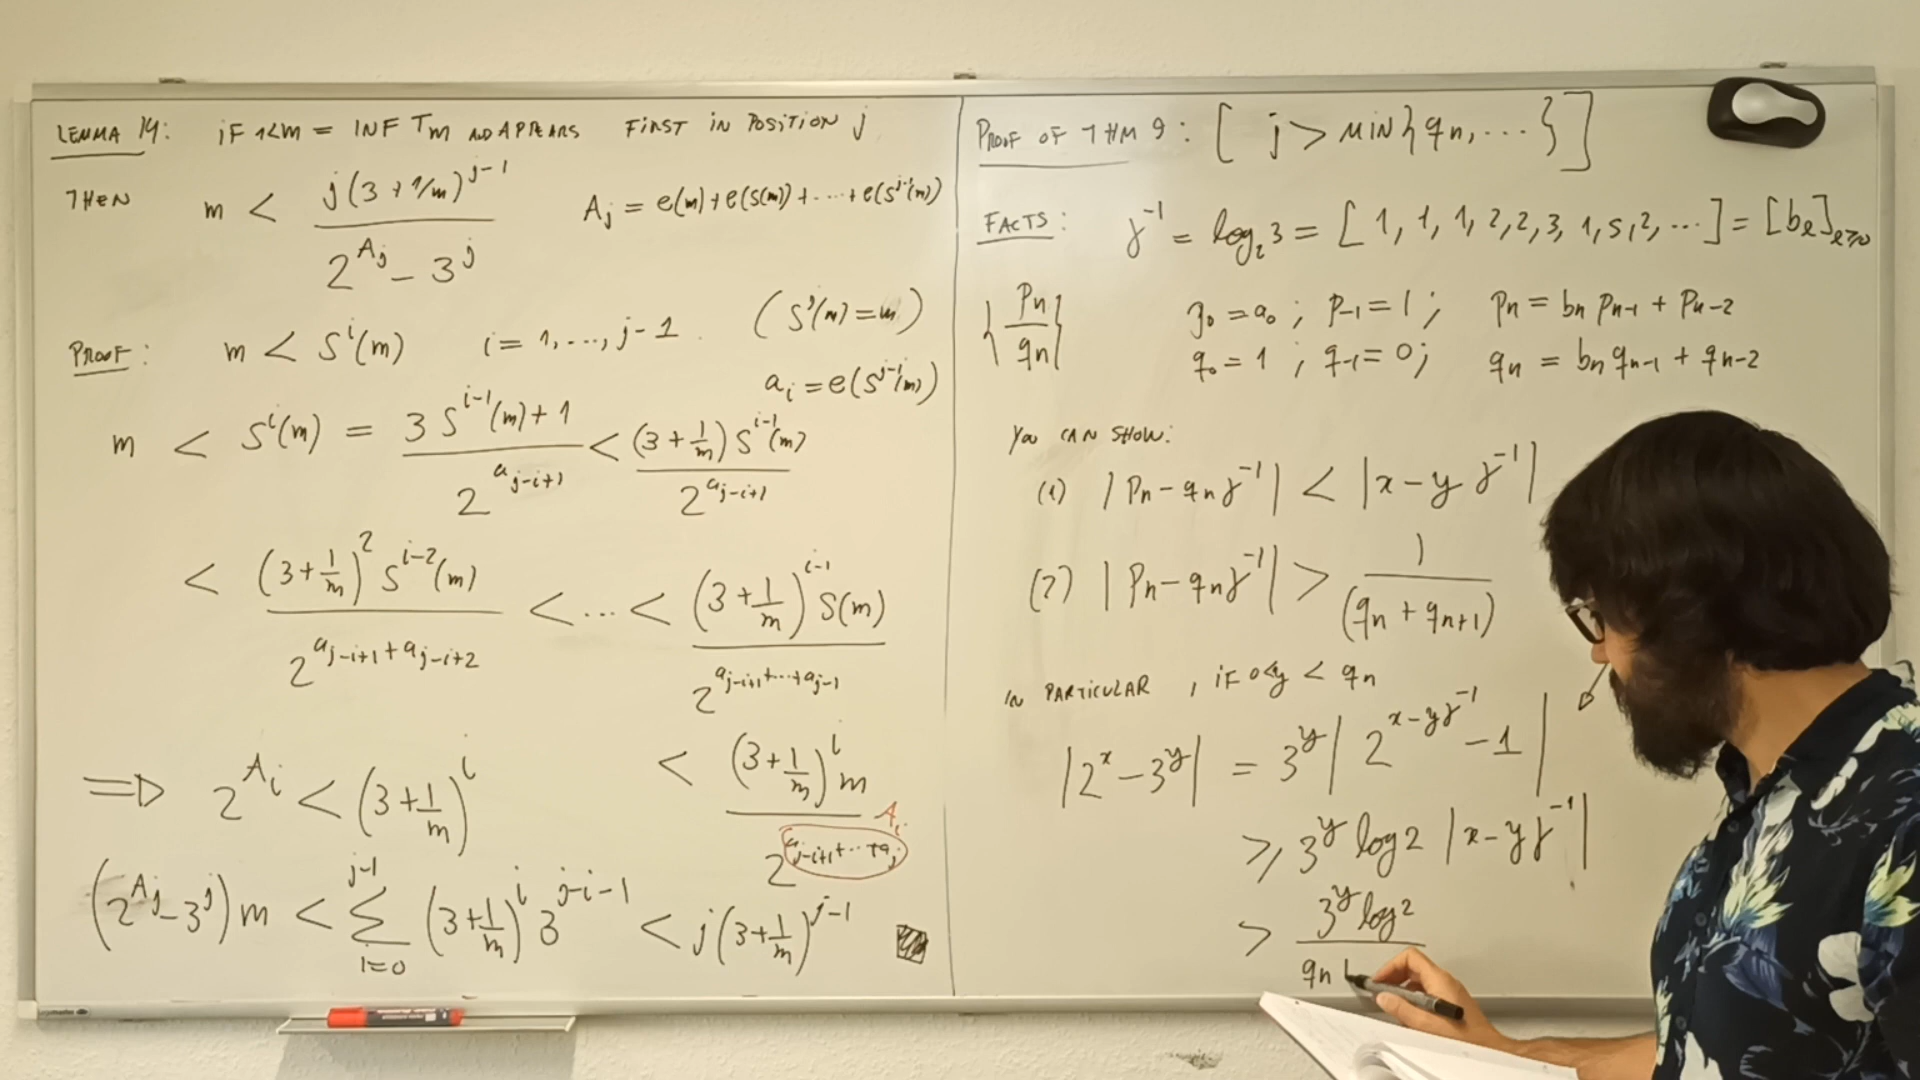 LEMMA 14: IF 1<m = INF Tm AND APPEARS FIRST IN POSITION j
THEN m < j(3+1/m)^{j-1} / (2^{A_j} - 3^j)   A_j = e(m)+e(S(m))+....+e(S^{j-1}(m))
PROOF: m < S^i(m)   i=1,...,j-1   (S^j(m)=m)
a_i = e(S^{j-i}(m))
m < S^i(m) = (3 S^{i-1}(m)+1) / 2^{a_{j-i+1}} < (3+1/m) S^{i-1}(m) / 2^{a_{j-i+1}}
< (3+1/m)^2 S^{i-2}(m) / 2^{a_{j-i+1}+a_{j-i+2}} < ... < (3+1/m)^{i-1} S(m) / 2^{a_{j-i+1}+...+a_{j-1}}
< (3+1/m)^i m / 2^{a_{j-i+1}+...+a_j}   A_i
⇒ 2^{A_i} < (3+1/m)^i
(2^{A_j}-3^j)m < ∑_{i=0}^{j-1} (3+1/m)^i 3^{j-i-1} < j(3+1/m)^{j-1}
PROOF OF THM 9: [ j > MIN{q_n,...} ]
FACTS: γ^{-1} = log_2 3 = [1,1,1,2,2,3,1,5,2,...] = [b_ℓ]_{ℓ≥0}
{p_n/q_n}   p_0=a_0; p_{-1}=1; p_n = b_n p_{n-1} + p_{n-2}
q_0=1; q_{-1}=0; q_n = b_n q_{n-1} + q_{n-2}
YOU CAN SHOW:
(1) |p_n - q_n γ^{-1}| < |x - y γ^{-1}|
(2) |p_n - q_n γ^{-1}| > 1 / (q_n + q_{n+1})
IN PARTICULAR, IF 0<y < q_n
|2^x - 3^y| = 3^y |2^{x-yγ^{-1}} - 1|
≥ 3^y log 2 |x - yγ^{-1}|
> 3^y log 2 / q_n